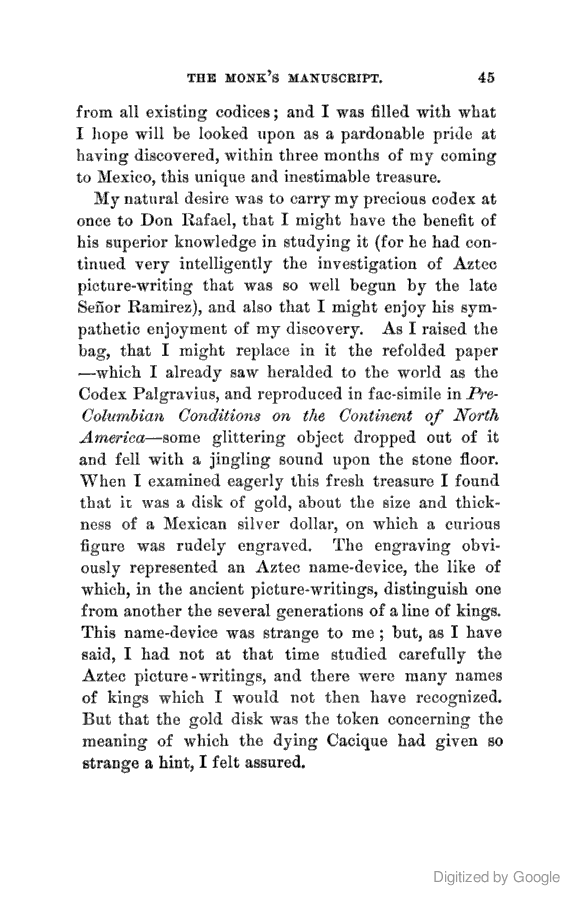 THE MONK'S MANUSCRIPT. 45
from all existing codices; and I was filled with what
I hope will be looked upon as a pardonable pride at
having discovered, within three months of my coming
to Mexico, this unique and inestimable treasure.
My natural desire was to carry my precious codex at
once to Don Rafael, that I might have the benefit of
his superior knowledge in studying it (for he had con-
tinued very intelligently the investigation of Aztec
picture-writing that was so well begun by the late
Señor Ramirez), and also that I might enjoy his sym-
pathetic enjoyment of my discovery. As I raised the
bag, that I might replace in it the refolded paper
—which I already saw heralded to the world as the
Codex Palgravius, and reproduced in fac-simile in Pre-
Columbian Conditions on the Continent of North
America—some glittering object dropped out of it
and fell with a jingling sound upon the stone floor.
When I examined eagerly this fresh treasure I found
that it was a disk of gold, about the size and thick-
ness of a Mexican silver dollar, on which a curious
figure was rudely engraved. The engraving obvi-
ously represented an Aztec name-device, the like of
which, in the ancient picture-writings, distinguish one
from another the several generations of a line of kings.
This name-device was strange to me; but, as I have
said, I had not at that time studied carefully the
Aztec picture-writings, and there were many names
of kings which I would not then have recognized.
But that the gold disk was the token concerning the
meaning of which the dying Cacique had given so
strange a hint, I felt assured.
Digitized by Google